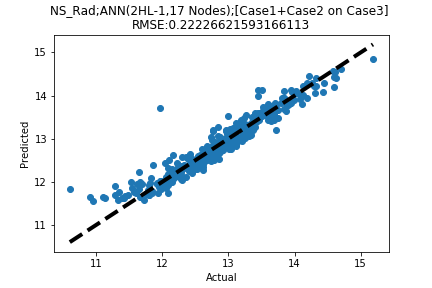 NS_Rad;ANN(2HL-1,17 Nodes);[Case1+Case2 on Case3]
RMSE:0.22226621593166113
15
14
13
12
11
Predicted
11
12
13
14
15
Actual